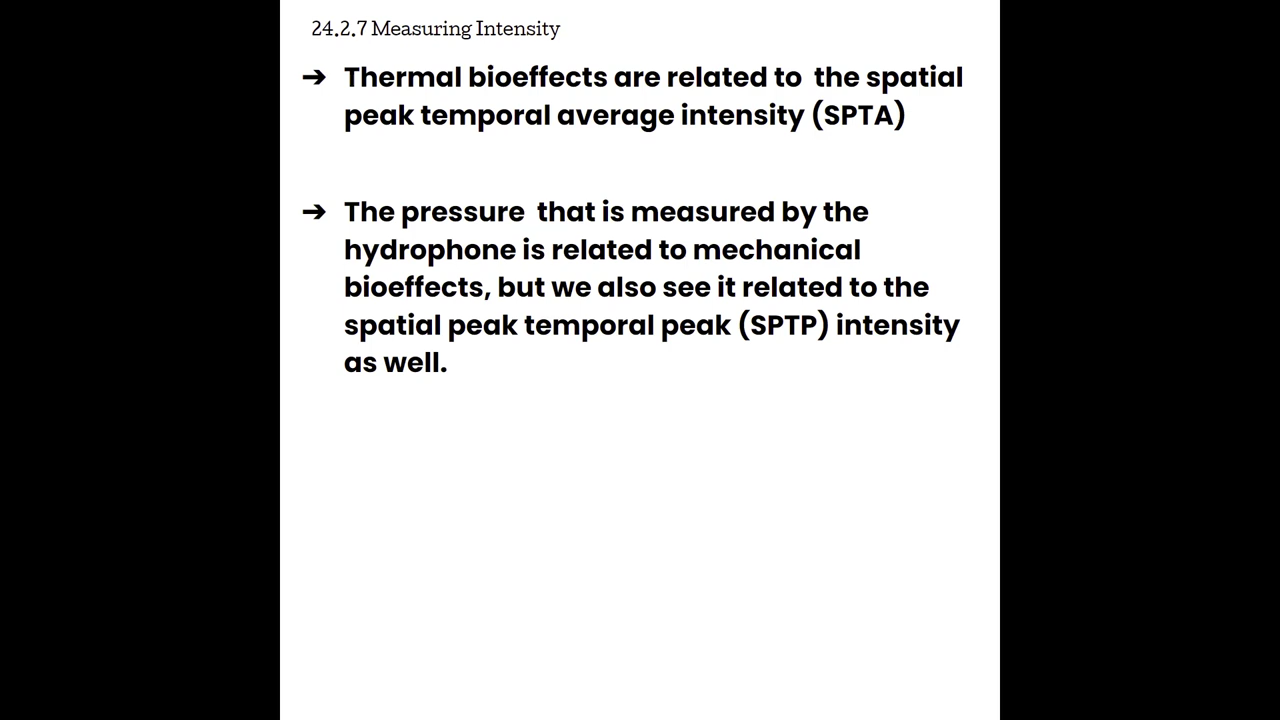 24.2.7 Measuring Intensity
➔ Thermal bioeffects are related to the spatial
peak temporal average intensity (SPTA)
➔ The pressure that is measured by the
hydrophone is related to mechanical
bioeffects, but we also see it related to the
spatial peak temporal peak (SPTP) intensity
as well.